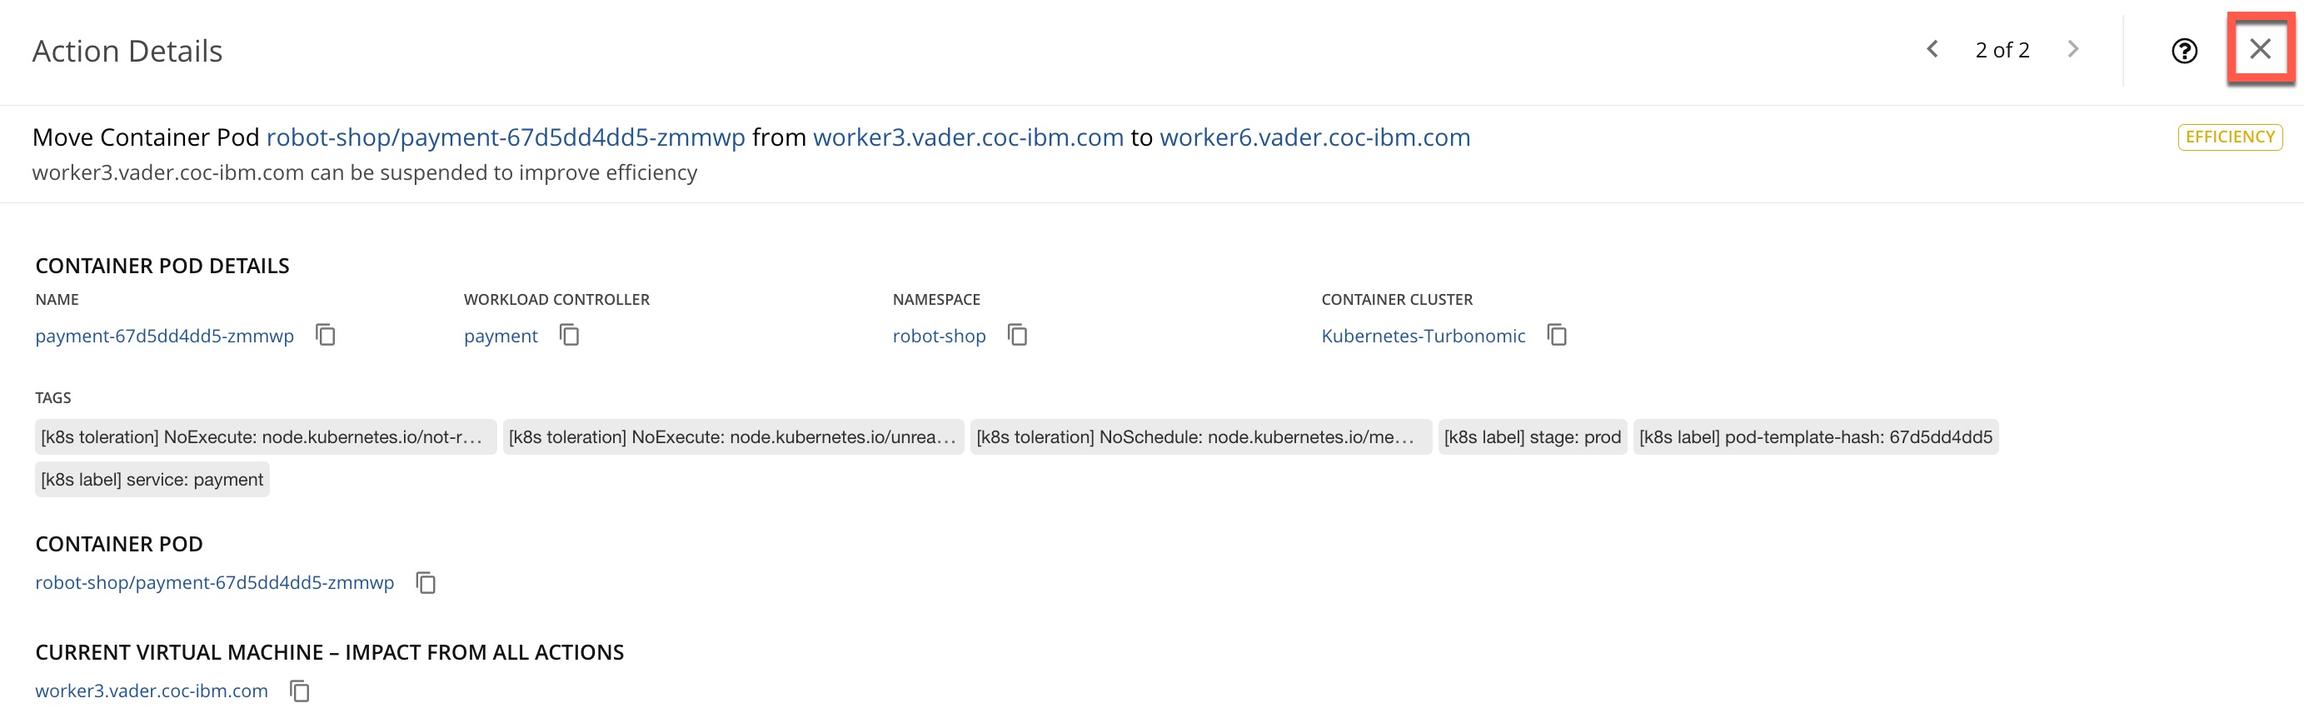 Action Details
2 of 2
Move Container Pod robot-shop/payment-67d5dd4dd5-zmmwp from worker3.vader.coc-ibm.com to worker6.vader.coc-ibm.com
EFFICIENCY
worker3.vader.coc-ibm.com can be suspended to improve efficiency
CONTAINER POD DETAILS
NAME WORKLOAD CONTROLLER NAMESPACE CONTAINER CLUSTER
payment-67d5dd4dd5-zmmwp payment robot-shop Kubernetes-Turbonomic
TAGS
[k8s toleration] NoExecute: node.kubernetes.io/not-r... [k8s toleration] NoExecute: node.kubernetes.io/unrea... [k8s toleration] NoSchedule: node.kubernetes.io/me... [k8s label] stage: prod [k8s label] pod-template-hash: 67d5dd4dd5
[k8s label] service: payment
CONTAINER POD
robot-shop/payment-67d5dd4dd5-zmmwp
CURRENT VIRTUAL MACHINE – IMPACT FROM ALL ACTIONS
worker3.vader.coc-ibm.com